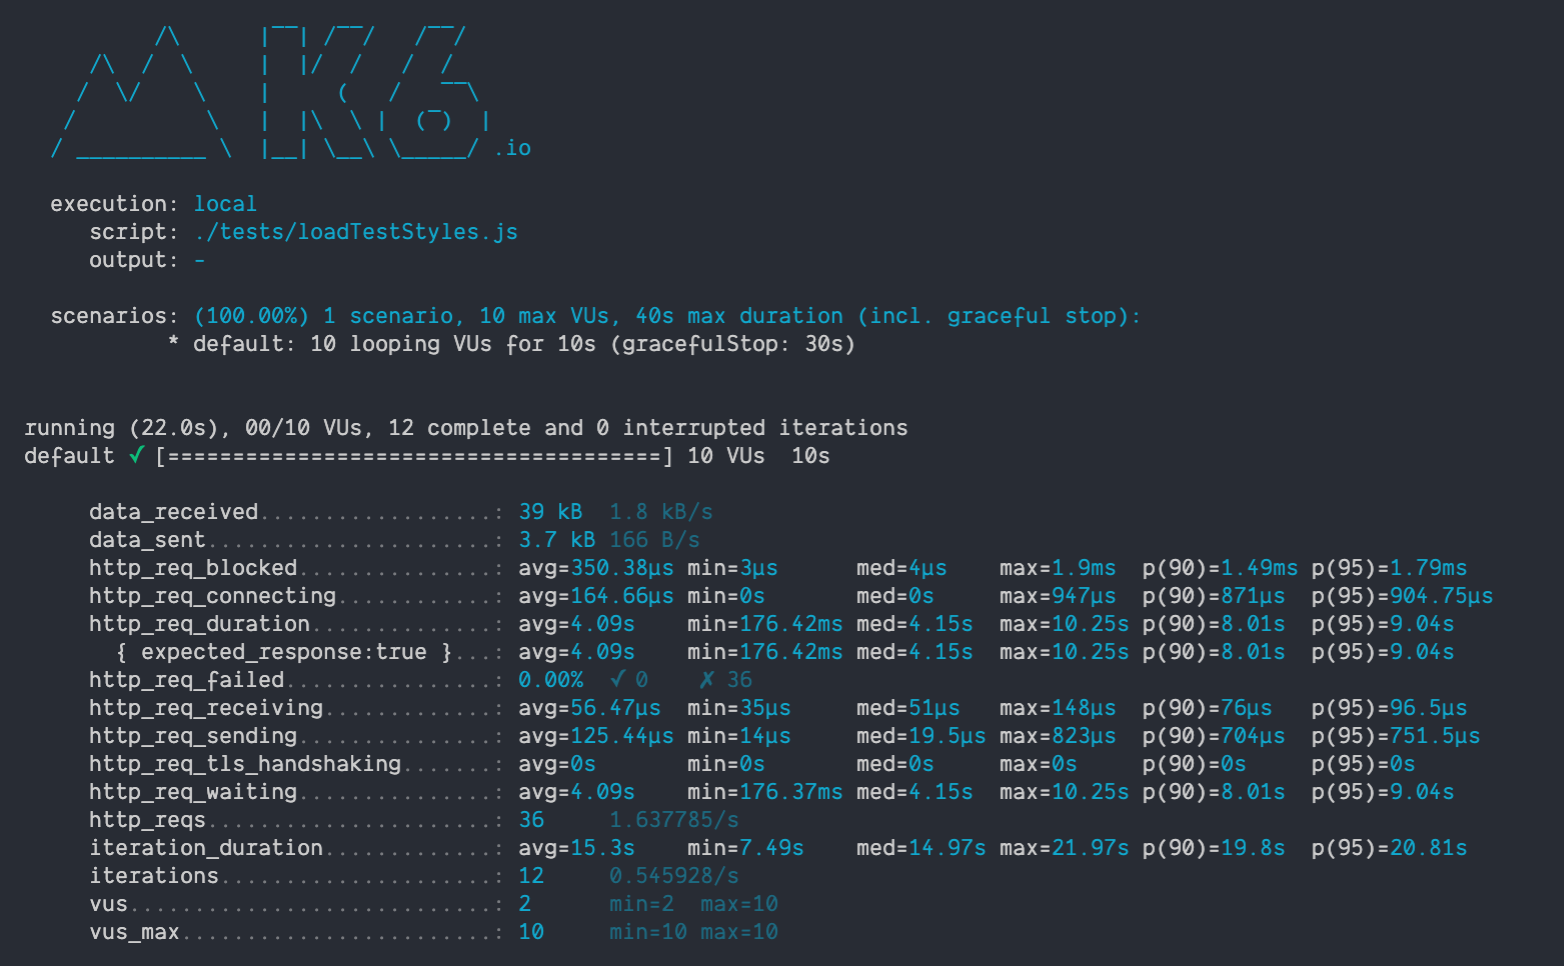 /\      |‾‾| /‾‾/   /‾‾/
     /\  /  \     |  |/  /   /  /
    /  \/    \    |     (   /   ‾‾\
   /          \   |  |\  \ |  (‾)  |
  / __________ \  |__| \__\ \_____/ .io
execution: local
script: ./tests/loadTestStyles.js
output: -
scenarios: (100.00%) 1 scenario, 10 max VUs, 40s max duration (incl. graceful stop):
* default: 10 looping VUs for 10s (gracefulStop: 30s)
running (22.0s), 00/10 VUs, 12 complete and 0 interrupted iterations
default ✓ [======================================] 10 VUs  10s
data_received..................: 39 kB  1.8 kB/s
data_sent......................: 3.7 kB 166 B/s
http_req_blocked...............: avg=350.38µs min=3µs      med=4µs    max=1.9ms  p(90)=1.49ms p(95)=1.79ms
http_req_connecting............: avg=164.66µs min=0s       med=0s     max=947µs  p(90)=871µs  p(95)=904.75µs
http_req_duration..............: avg=4.09s    min=176.42ms med=4.15s  max=10.25s p(90)=8.01s  p(95)=9.04s
{ expected_response:true }...: avg=4.09s    min=176.42ms med=4.15s  max=10.25s p(90)=8.01s  p(95)=9.04s
http_req_failed................: 0.00%  ✓ 0    ✗ 36
http_req_receiving.............: avg=56.47µs  min=35µs     med=51µs   max=148µs  p(90)=76µs   p(95)=96.5µs
http_req_sending...............: avg=125.44µs min=14µs     med=19.5µs max=823µs  p(90)=704µs  p(95)=751.5µs
http_req_tls_handshaking.......: avg=0s       min=0s       med=0s     max=0s     p(90)=0s     p(95)=0s
http_req_waiting...............: avg=4.09s    min=176.37ms med=4.15s  max=10.25s p(90)=8.01s  p(95)=9.04s
http_reqs......................: 36     1.637785/s
iteration_duration.............: avg=15.3s    min=7.49s    med=14.97s max=21.97s p(90)=19.8s  p(95)=20.81s
iterations.....................: 12     0.545928/s
vus............................: 2      min=2  max=10
vus_max........................: 10     min=10 max=10